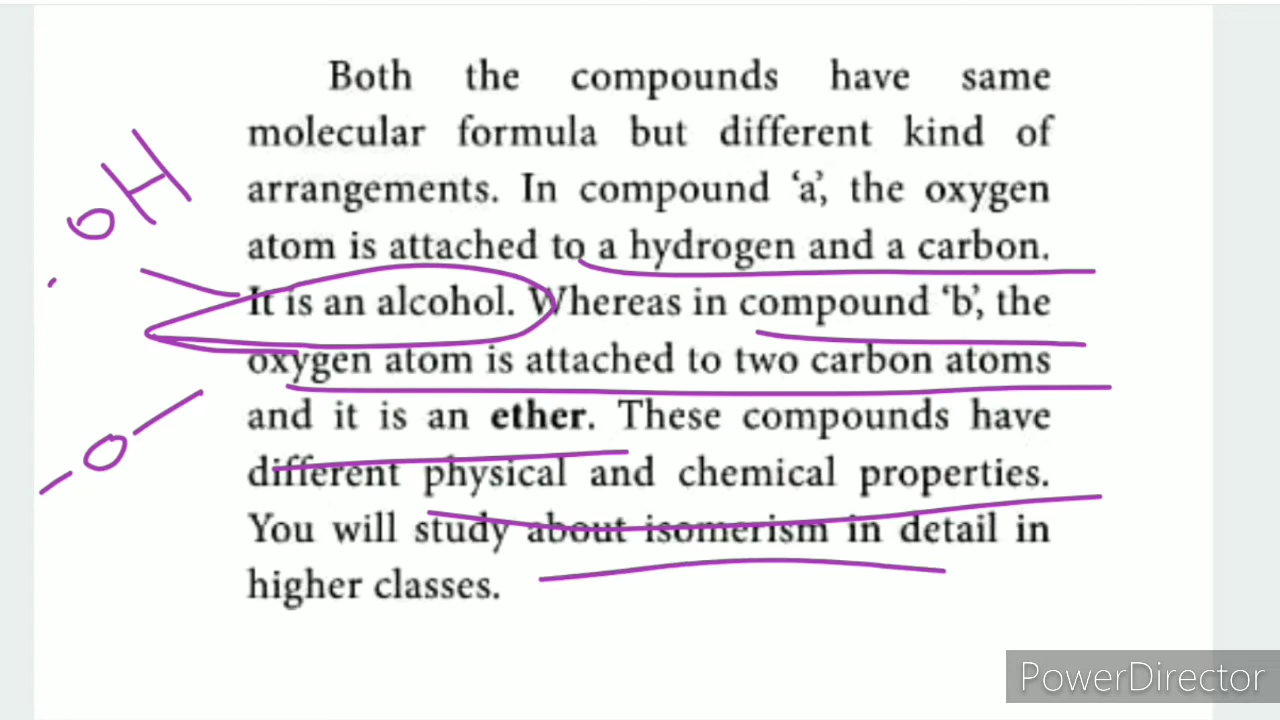 Both the compounds have same
molecular formula but different kind of
arrangements. In compound ‘a’, the oxygen
atom is attached to a hydrogen and a carbon.
It is an alcohol. Whereas in compound ‘b’, the
oxygen atom is attached to two carbon atoms
and it is an ether. These compounds have
different physical and chemical properties.
You will study about isomerism in detail in
higher classes.
OH
-O-
PowerDirector